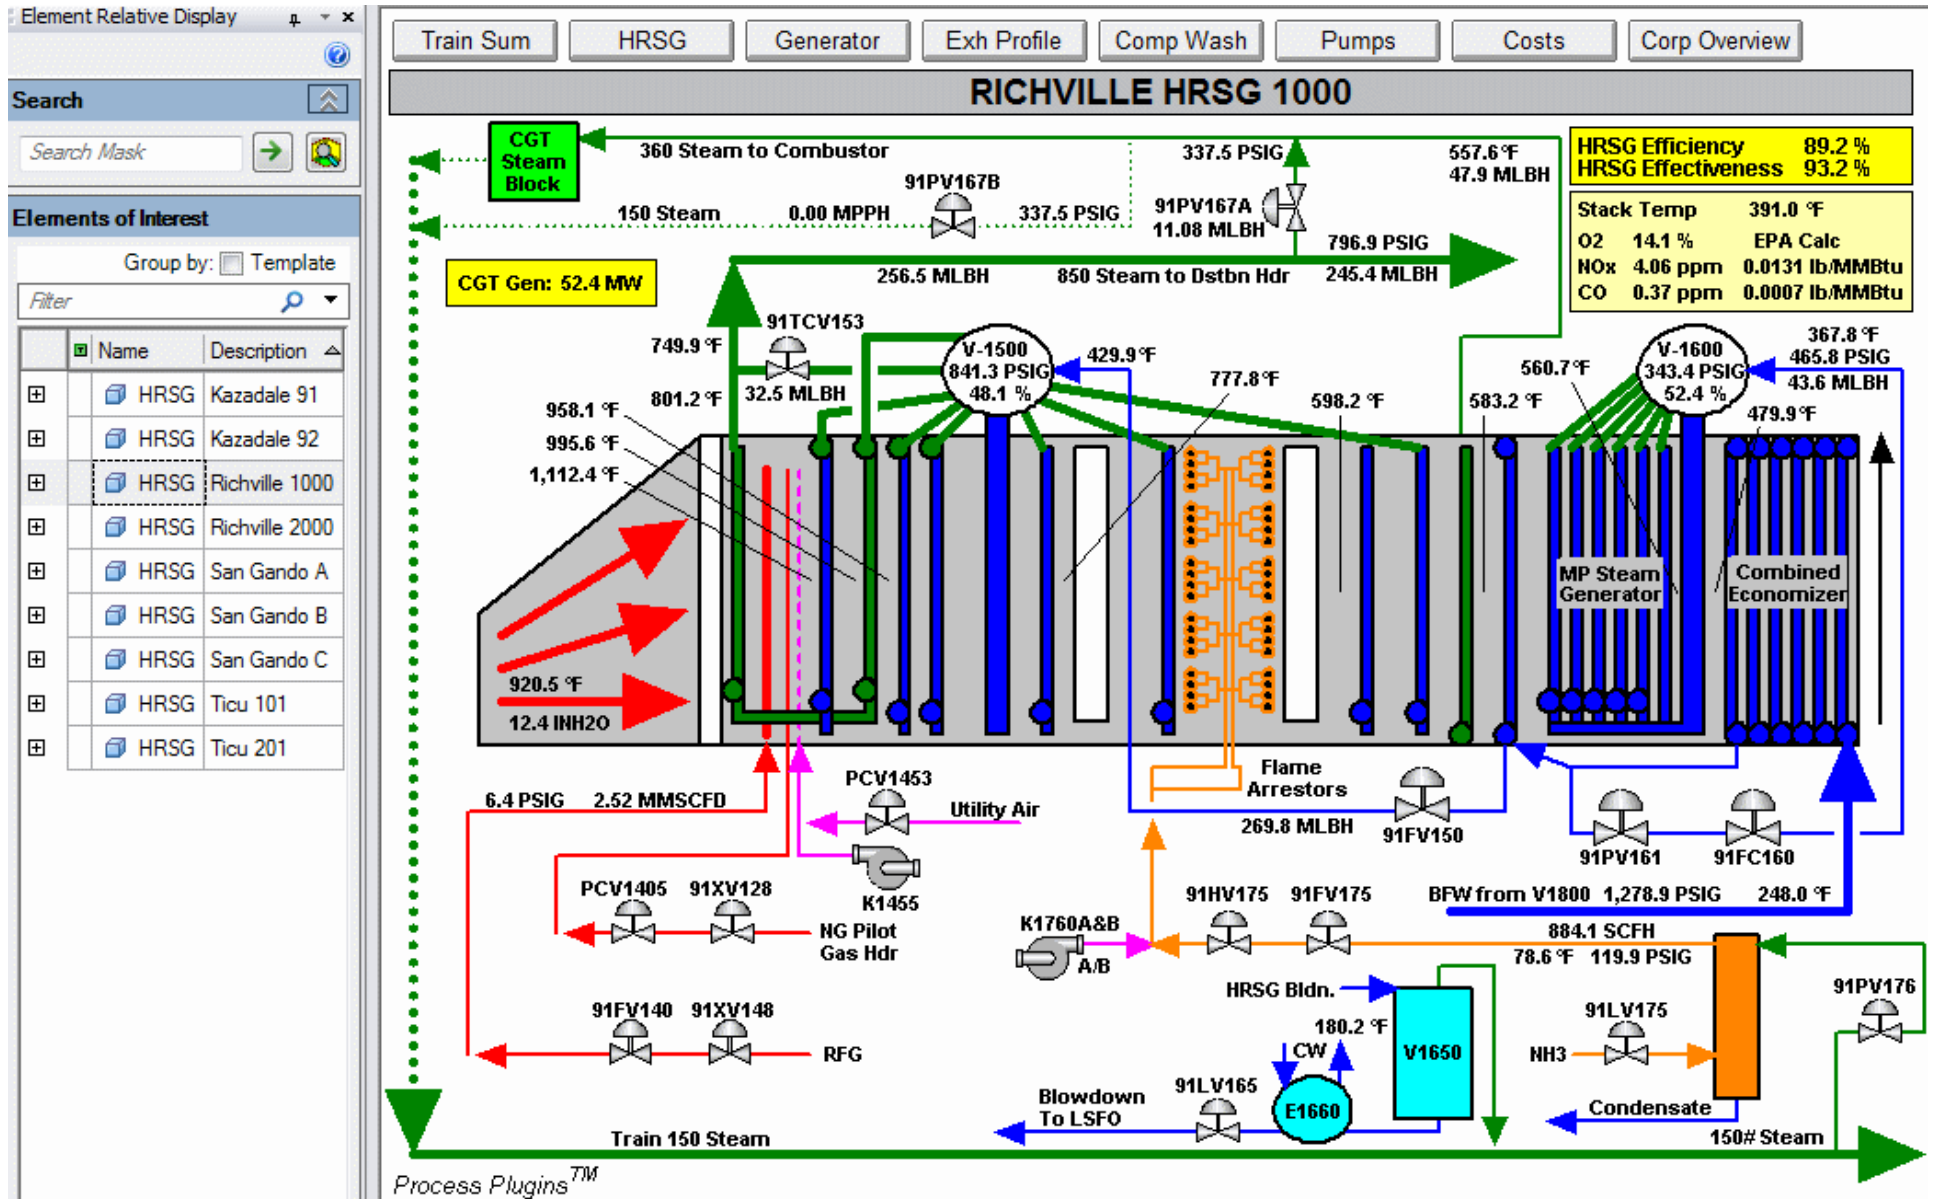 Element Relative Display
Search
Search Mask
Elements of Interest
Group by: Template
Filter
Name Description
HRSG Kazadale 91
HRSG Kazadale 92
HRSG Richville 1000
HRSG Richville 2000
HRSG San Gando A
HRSG San Gando B
HRSG San Gando C
HRSG Ticu 101
HRSG Ticu 201
Train Sum HRSG Generator Exh Profile Comp Wash Pumps Costs Corp Overview
RICHVILLE HRSG 1000
CGT
Steam
Block
360 Steam to Combustor
337.5 PSIG
557.6 °F
47.9 MLBH
HRSG Efficiency 89.2 %
HRSG Effectiveness 93.2 %
91PV167B
150 Steam 0.00 MPPH 337.5 PSIG
91PV167A
11.08 MLBH
Stack Temp 391.0 °F
O2 14.1 % EPA Calc
NOx 4.06 ppm 0.0131 lb/MMBtu
CO 0.37 ppm 0.0007 lb/MMBtu
796.9 PSIG
256.5 MLBH 850 Steam to Dstbn Hdr 245.4 MLBH
CGT Gen: 52.4 MW
91TCV153
749.9 °F
32.5 MLBH
801.2 °F
V-1500
841.3 PSIG
48.1 %
429.9 °F
777.8 °F
598.2 °F
583.2 °F
560.7 °F
V-1600
343.4 PSIG
52.4 %
367.8 °F
465.8 PSIG
43.6 MLBH
479.9 °F
958.1 °F
995.6 °F
1,112.4 °F
MP Steam
Generator
Combined
Economizer
920.5 °F
12.4 INH2O
6.4 PSIG 2.52 MMSCFD
PCV1453
Utility Air
K1455
Flame
Arrestors
269.8 MLBH
91FV150
91PV161
91FC160
PCV1405 91XV128
NG Pilot
Gas Hdr
K1760A&B
A/B
91HV175 91FV175
BFW from V1800 1,278.9 PSIG 248.0 °F
884.1 SCFH
78.6 °F 119.9 PSIG
91FV140 91XV148
RFG
HRSG Bldn.
180.2 °F
CW
V1650
E1660
91LV165
Blowdown
To LSFO
91LV175
NH3
91PV176
Condensate
150# Steam
Train 150 Steam
Process Plugins™